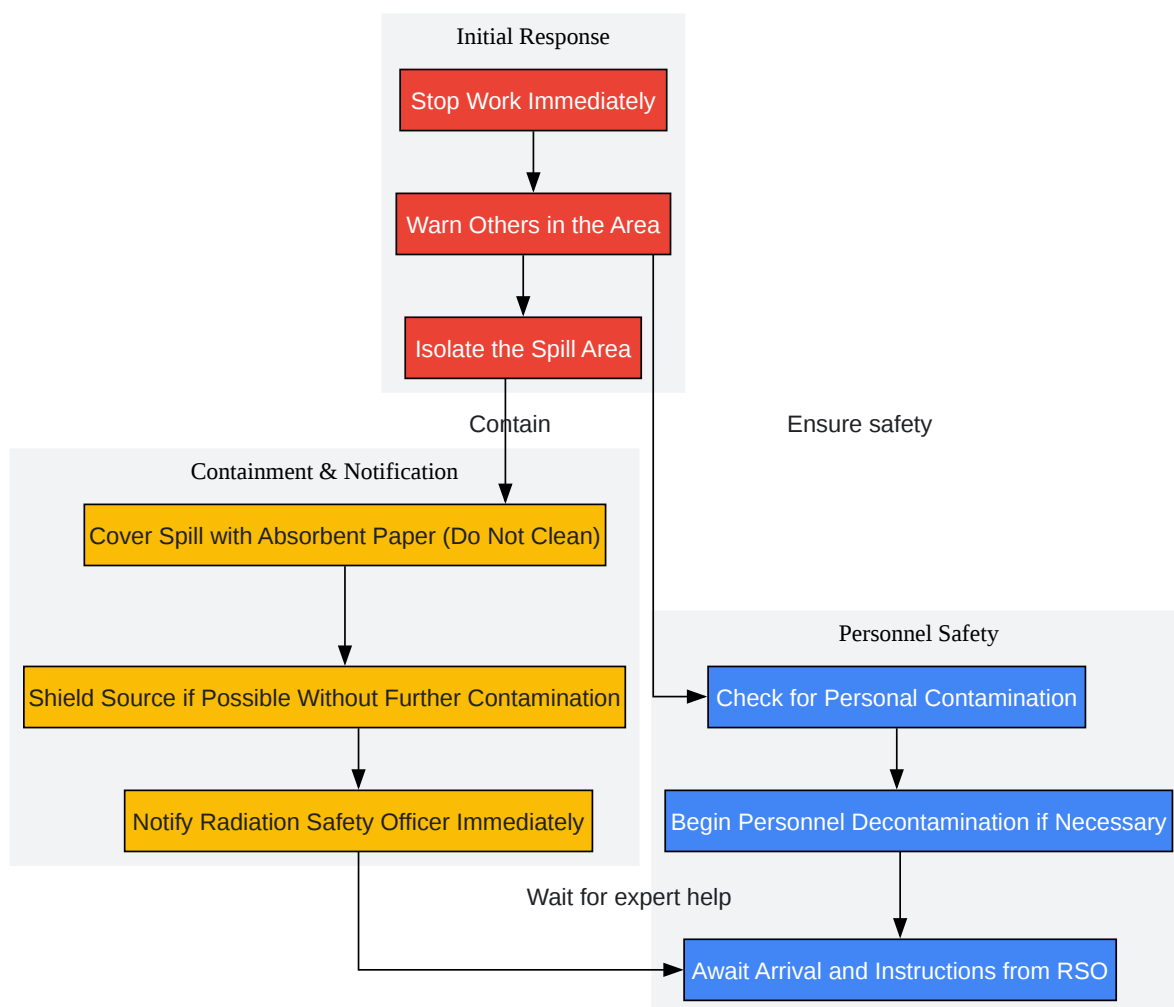 Initial Response
Stop Work Immediately
Warn Others in the Area
Isolate the Spill Area
Contain
Ensure safety
Containment & Notification
Cover Spill with Absorbent Paper (Do Not Clean)
Shield Source if Possible Without Further Contamination
Notify Radiation Safety Officer Immediately
Personnel Safety
Check for Personal Contamination
Begin Personnel Decontamination if Necessary
Wait for expert help
Await Arrival and Instructions from RSO